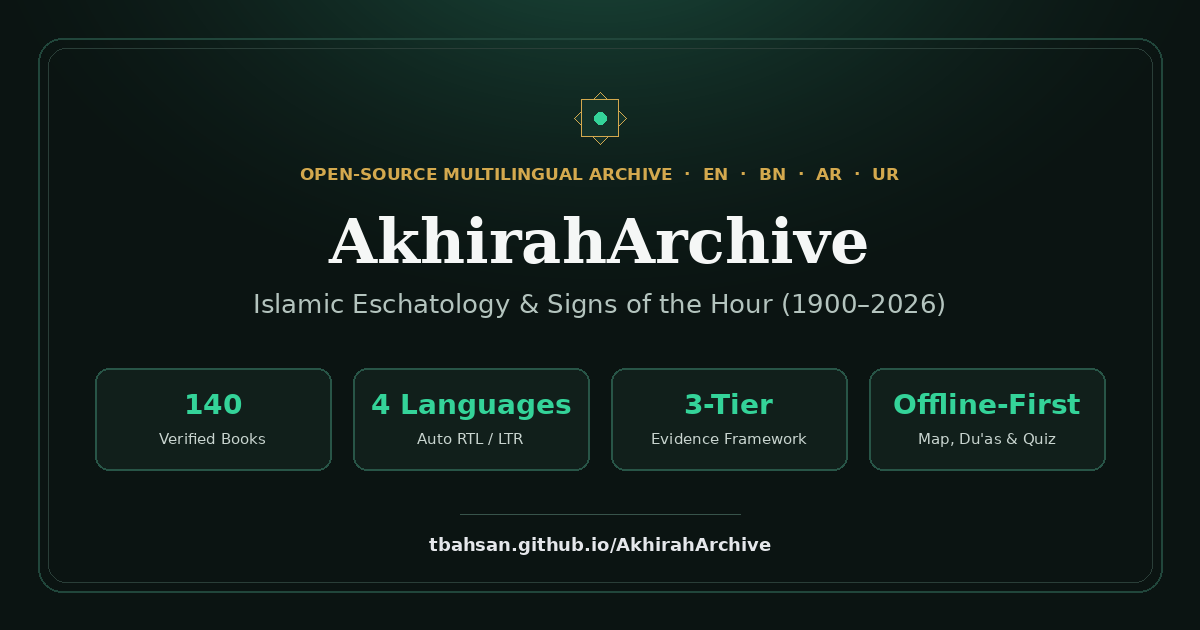 OPEN-SOURCE MULTILINGUAL ARCHIVE · EN · BN · AR · UR
AkhirahArchive
Islamic Eschatology & Signs of the Hour (1900–2026)
140
Verified Books
4 Languages
Auto RTL / LTR
3-Tier
Evidence Framework
Offline-First
Map, Du'as & Quiz
tbahsan.github.io/AkhirahArchive